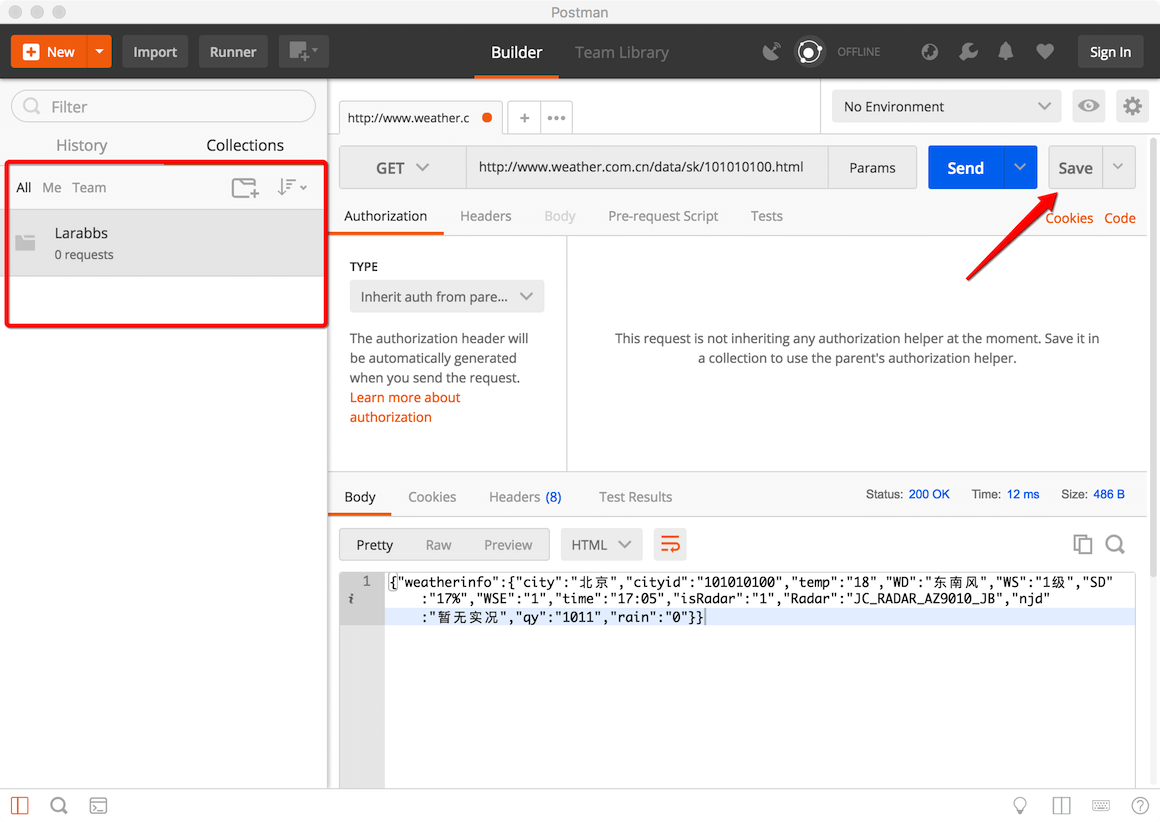 Postman
New
Import
Runner
Builder
Team Library
OFFLINE
Sign In
Filter
History
Collections
All Me Team
Larabbs
0 requests
http://www.weather.c
No Environment
GET
http://www.weather.com.cn/data/sk/101010100.html
Params
Send
Save
Authorization
Headers
Body
Pre-request Script
Tests
Cookies
Code
TYPE
Inherit auth from pare...
The authorization header will
be automatically generated
when you send the request.
Learn more about
authorization
This request is not inheriting any authorization helper at the moment. Save it in
a collection to use the parent's authorization helper.
Body
Cookies
Headers (8)
Test Results
Status: 200 OK
Time: 12 ms
Size: 486 B
Pretty
Raw
Preview
HTML
1
i
{"weatherinfo":{"city":"北京","cityid":"101010100","temp":"18","WD":"东南风","WS":"1级","SD"
:"17%","WSE":"1","time":"17:05","isRadar":"1","Radar":"JC_RADAR_AZ9010_JB","njd"
:"暂无实况","qy":"1011","rain":"0"}}